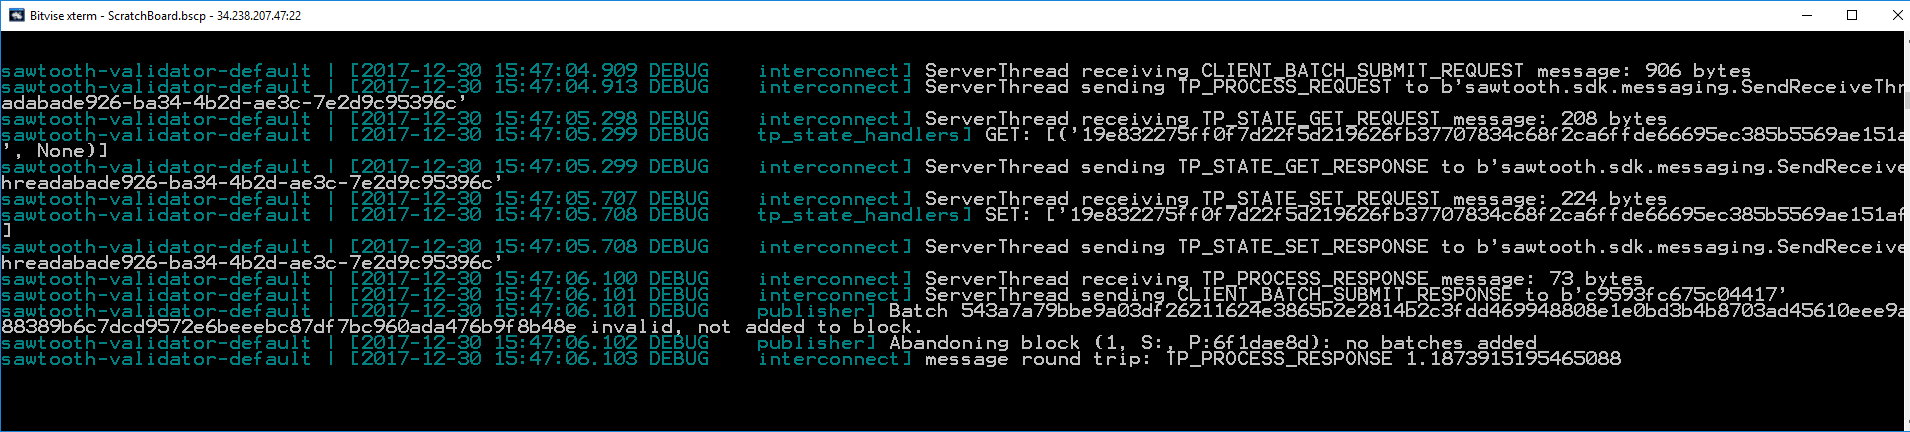 Bitvise xterm - ScratchBoard.bscp - 34.238.207.47:22
sawtooth-validator-default | [2017-12-30 15:47:04.909 DEBUG    interconnect] ServerThread receiving CLIENT_BATCH_SUBMIT_REQUEST message: 906 bytes
sawtooth-validator-default | [2017-12-30 15:47:04.913 DEBUG    interconnect] ServerThread sending TP_PROCESS_REQUEST to b'sawtooth.sdk.messaging.SendReceiveThr
adabade926-ba34-4b2d-ae3c-7e2d9c95396c'
sawtooth-validator-default | [2017-12-30 15:47:05.298 DEBUG    interconnect] ServerThread receiving TP_STATE_GET_REQUEST message: 208 bytes
sawtooth-validator-default | [2017-12-30 15:47:05.299 DEBUG    tp_state_handlers] GET: [('19e832275ff0f7d22f5d219626fb37707834c68f2ca6ffde66695ec385b5569ae151a
', None)]
sawtooth-validator-default | [2017-12-30 15:47:05.299 DEBUG    interconnect] ServerThread sending TP_STATE_GET_RESPONSE to b'sawtooth.sdk.messaging.SendReceive
hreadabade926-ba34-4b2d-ae3c-7e2d9c95396c'
sawtooth-validator-default | [2017-12-30 15:47:05.707 DEBUG    interconnect] ServerThread receiving TP_STATE_SET_REQUEST message: 224 bytes
sawtooth-validator-default | [2017-12-30 15:47:05.708 DEBUG    tp_state_handlers] SET: ['19e832275ff0f7d22f5d219626fb37707834c68f2ca6ffde66695ec385b5569ae151af
]
sawtooth-validator-default | [2017-12-30 15:47:05.708 DEBUG    interconnect] ServerThread sending TP_STATE_SET_RESPONSE to b'sawtooth.sdk.messaging.SendReceive
hreadabade926-ba34-4b2d-ae3c-7e2d9c95396c'
sawtooth-validator-default | [2017-12-30 15:47:06.100 DEBUG    interconnect] ServerThread receiving TP_PROCESS_RESPONSE message: 73 bytes
sawtooth-validator-default | [2017-12-30 15:47:06.101 DEBUG    interconnect] ServerThread sending CLIENT_BATCH_SUBMIT_RESPONSE to b'c9593fc675c04417'
sawtooth-validator-default | [2017-12-30 15:47:06.101 DEBUG    publisher] Batch 543a7a79bbe9a03df26211624e3865b2e2814b2c3fdd469948808e1e0bd3b4b8703ad45610eee9a
88389b6c7dcd9572e6beeebc87df7bc960ada476b9f8b48e invalid, not added to block.
sawtooth-validator-default | [2017-12-30 15:47:06.102 DEBUG    publisher] Abandoning block (1, S:, P:6f1dae8d): no batches added
sawtooth-validator-default | [2017-12-30 15:47:06.103 DEBUG    interconnect] message round trip: TP_PROCESS_RESPONSE 1.1873915195465088